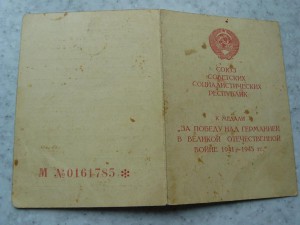 СОЮЗ
СОВЕТСКИХ
СОЦИАЛИСТИЧЕСКИХ
РЕСПУБЛИК
К МЕДАЛИ
"ЗА ПОБЕДУ НАД ГЕРМАНИЕЙ
В ВЕЛИКОЙ ОТЕЧЕСТВЕННОЙ
ВОЙНЕ 1941-1945 гг."
М №0161785 *